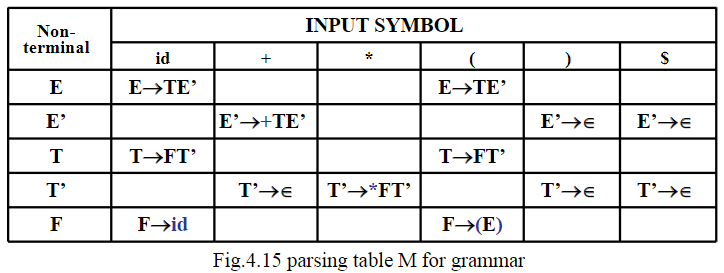 Non-terminal INPUT SYMBOL
id + * ( ) $
E E→TE’ E→TE’
E’ E’→+TE’ E’→∈ E’→∈
T T→FT’ T→FT’
T’ T’→∈ T’→*FT’ T’→∈ T’→∈
F F→id F→(E)
Fig.4.15 parsing table M for grammar